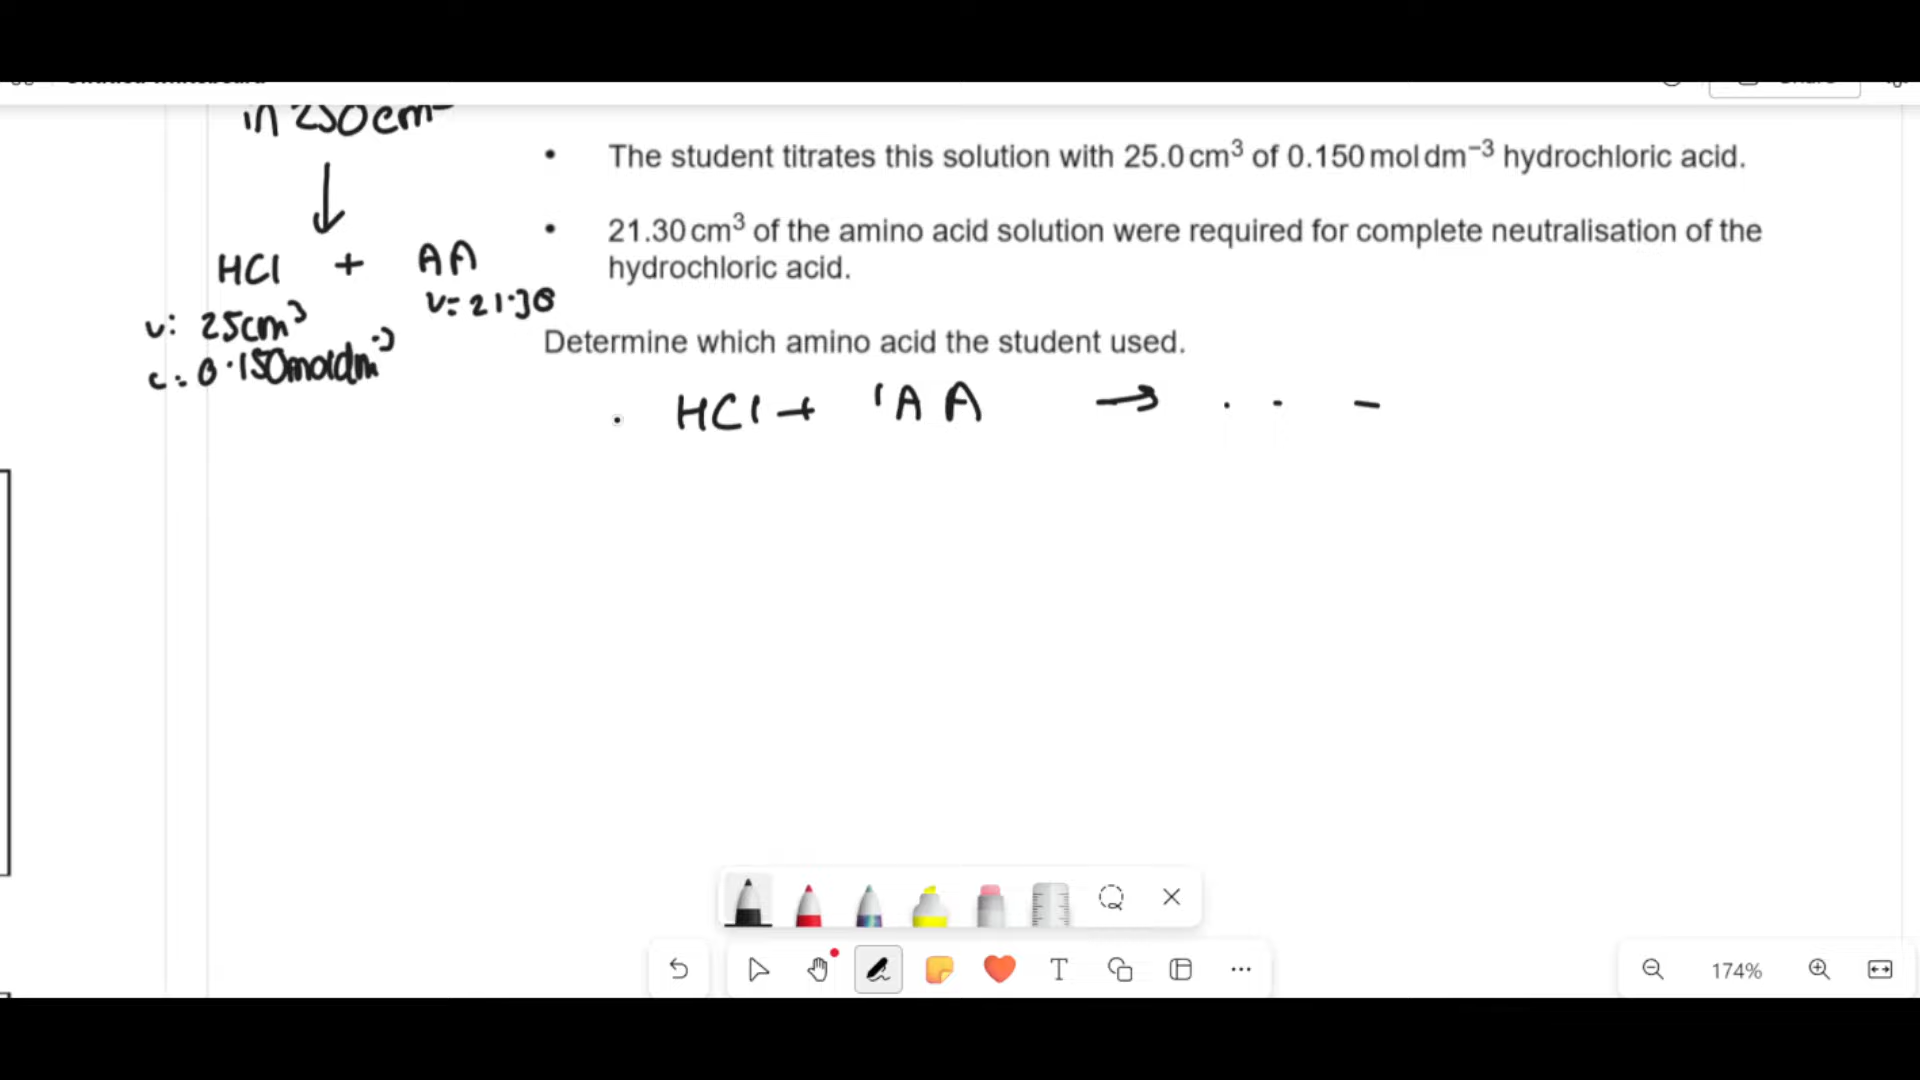 in 250cm
• The student titrates this solution with 25.0 cm³ of 0.150 mol dm⁻³ hydrochloric acid.
• 21.30 cm³ of the amino acid solution were required for complete neutralisation of the
hydrochloric acid.
HCl + AA
v: 25cm³
v= 21.30
c: 0.150moldm⁻³
Determine which amino acid the student used.
HCl + 1AA → . . -
T
174%